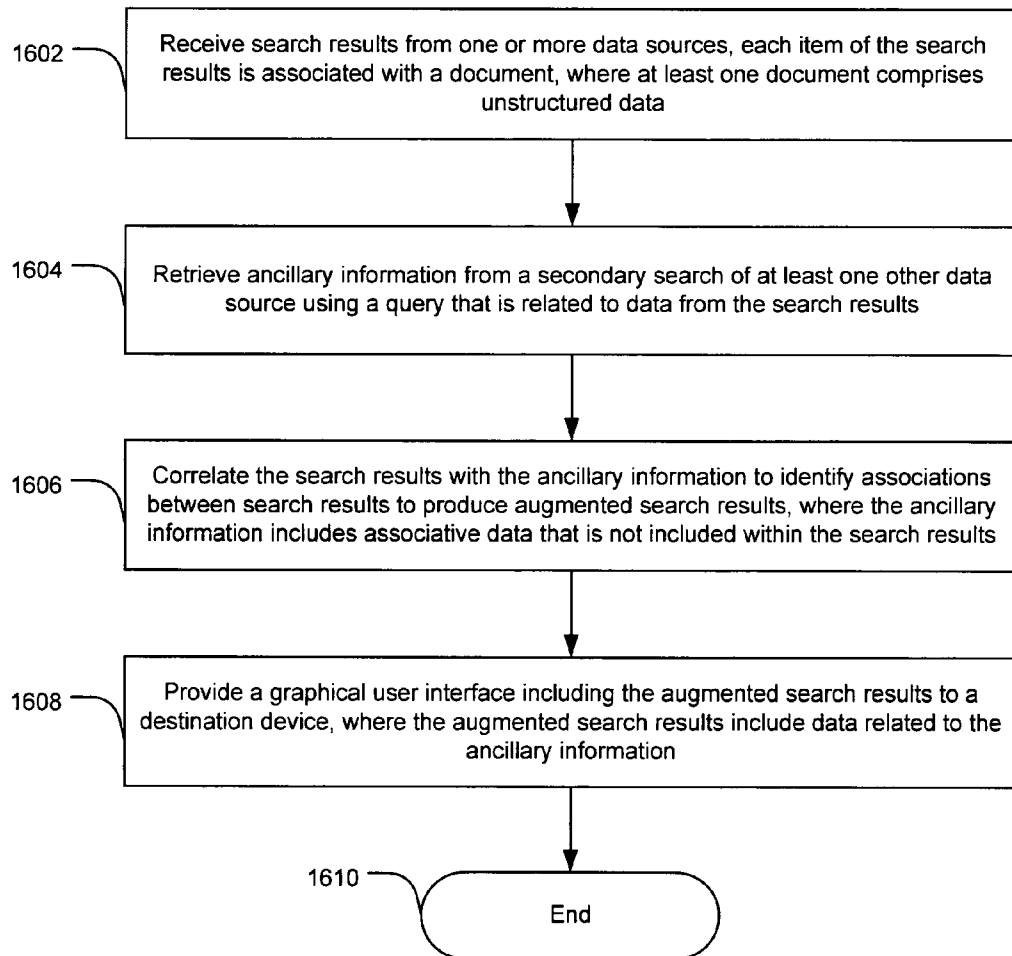 1602
Receive search results from one or more data sources, each item of the search
results is associated with a document, where at least one document comprises
unstructured data
1604
Retrieve ancillary information from a secondary search of at least one other data
source using a query that is related to data from the search results
1606
Correlate the search results with the ancillary information to identify associations
between search results to produce augmented search results, where the ancillary
information includes associative data that is not included within the search results
1608
Provide a graphical user interface including the augmented search results to a
destination device, where the augmented search results include data related to the
ancillary information
1610
End